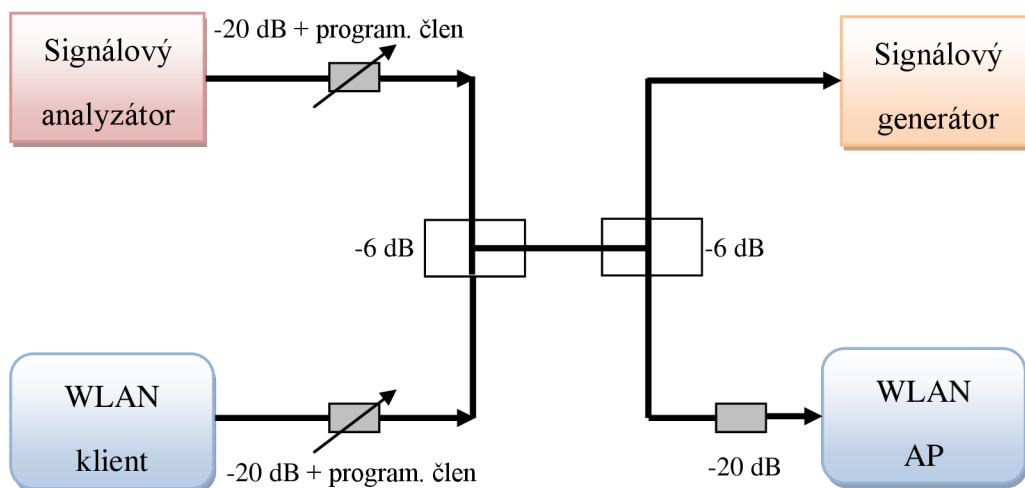 -20 dB + program. člen
Signálový
analyzátor
Signálový
generátor
-6 dB
-6 dB
WLAN
klient
-20 dB + program. člen
-20 dB
WLAN
AP